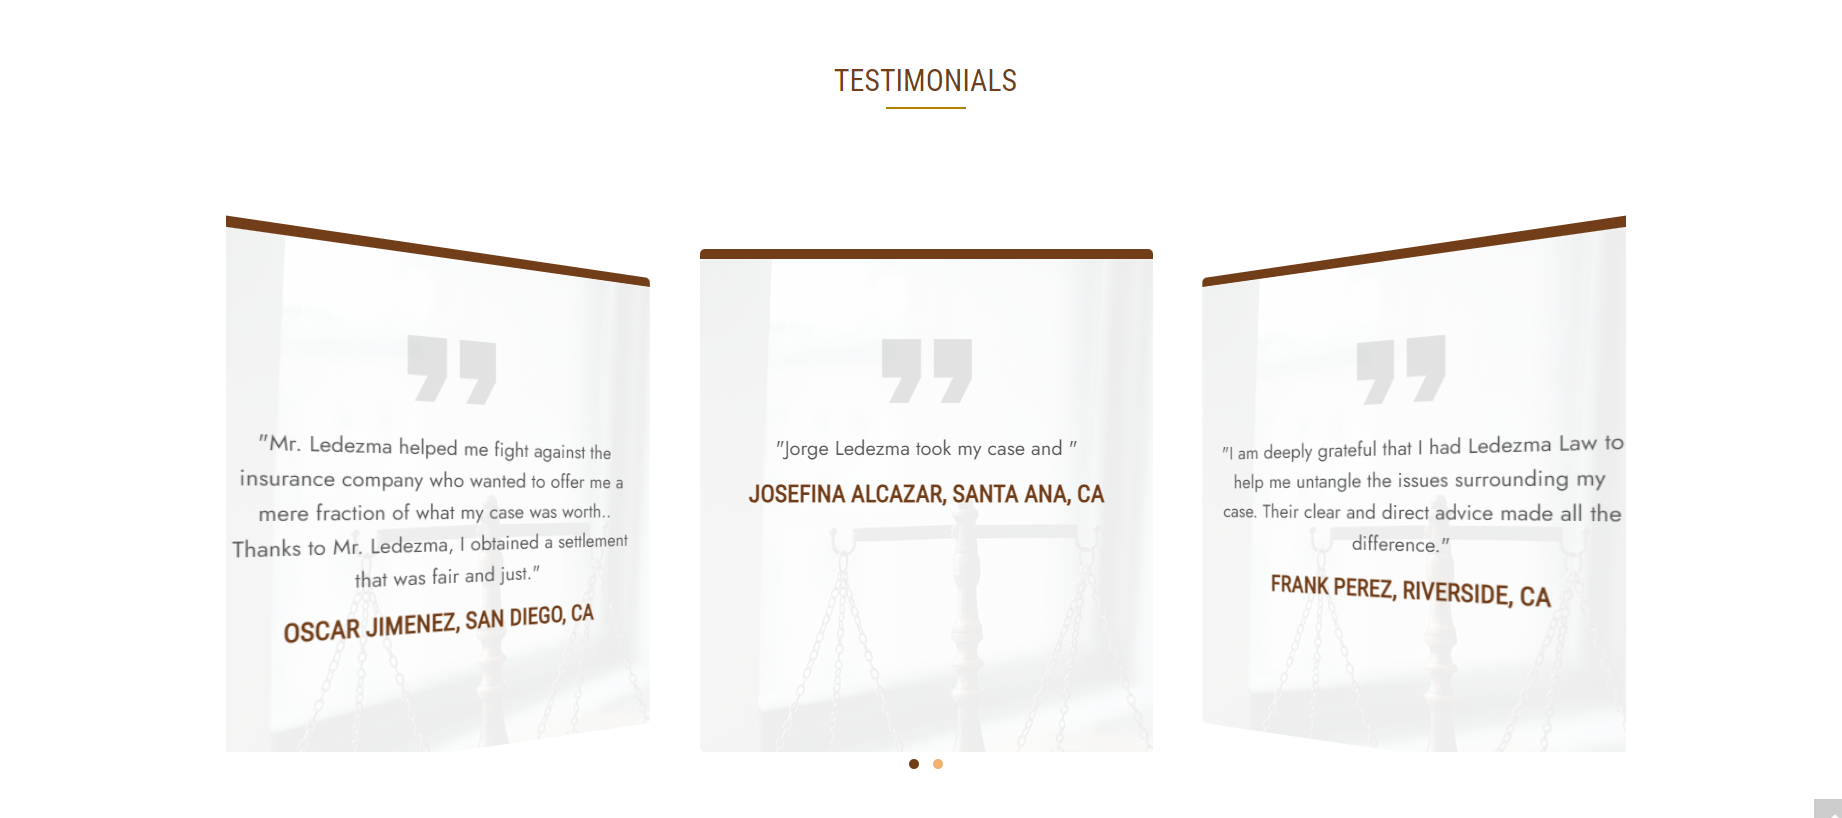 TESTIMONIALS
"Mr. Ledezma helped me fight against the
insurance company who wanted to offer me a
mere fraction of what my case was worth..
Thanks to Mr. Ledezma, I obtained a settlement
that was fair and just."
OSCAR JIMENEZ, SAN DIEGO, CA
"Jorge Ledezma took my case and "
JOSEFINA ALCAZAR, SANTA ANA, CA
"I am deeply grateful that I had Ledezma Law to
help me untangle the issues surrounding my
case. Their clear and direct advice made all the
difference."
FRANK PEREZ, RIVERSIDE, CA